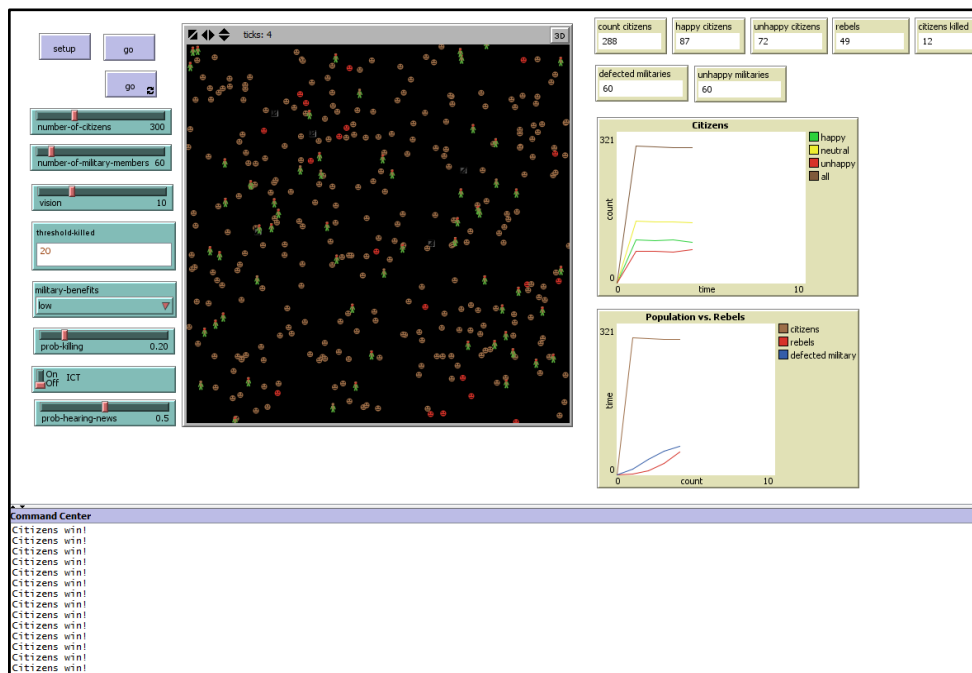 setup
go
go
number-of-citizens 300
number-of-military-members 60
vision 10
threshold-killed
20
military-benefits
low
prob-killing 0.20
On
Off
ICT
prob-hearing-news 0.5
ticks: 4
3D
count citizens
288
happy citizens
87
unhappy citizens
72
rebels
49
citizens killed
12
defected militaries
60
unhappy militaries
60
Citizens
321
count
0
0
time
10
happy
neutral
unhappy
all
Population vs. Rebels
321
time
0
0
count
10
citizens
rebels
defected military
Command Center
Citizens win!
Citizens win!
Citizens win!
Citizens win!
Citizens win!
Citizens win!
Citizens win!
Citizens win!
Citizens win!
Citizens win!
Citizens win!
Citizens win!
Citizens win!
Citizens win!